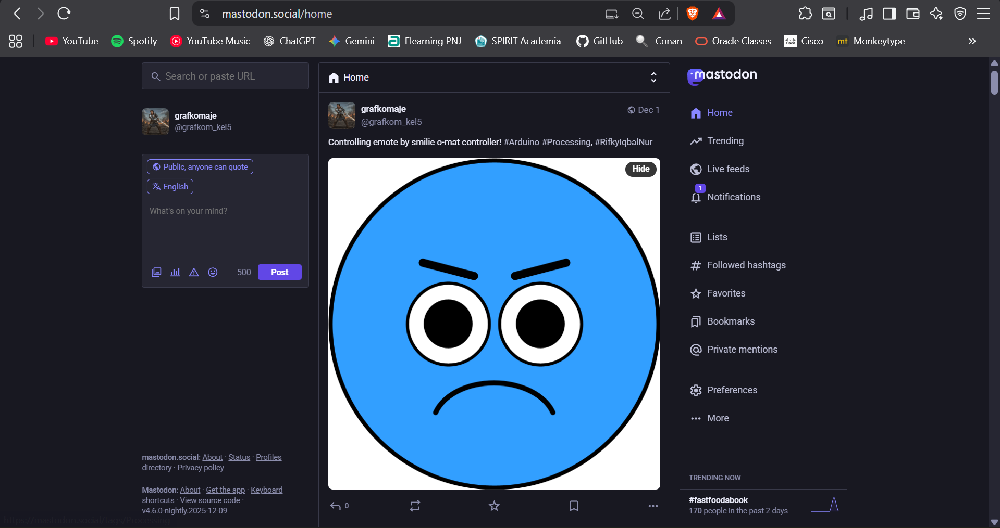 mastodon.social/home
YouTube
Spotify
YouTube Music
ChatGPT
Gemini
Elearning PNJ
SPIRIT Academia
GitHub
Conan
Oracle Classes
CISCO
Cisco
mt
Monkeytype
Search or paste URL
grafkomaje
@grafkom_kel5
Public, anyone can quote
English
What's on your mind?
500
Post
mastodon.social: About · Status · Profiles
directory · Privacy policy
Mastodon: About · Get the app · Keyboard
shortcuts · View source code ·
v4.6.0-nightly.2025-12-09
https://mastodon.social/tags/Processing
Home
grafkomaje
Dec 1
@grafkom_kel5
Controlling emote by smilie o-mat controller! #Arduino #Processing, #RifkyIqbalNur
Hide
0
mastodon
Home
Trending
Live feeds
1
Notifications
Lists
Followed hashtags
Favorites
Bookmarks
Private mentions
Preferences
More
TRENDING NOW
#fastfoodabook
170 people in the past 2 days